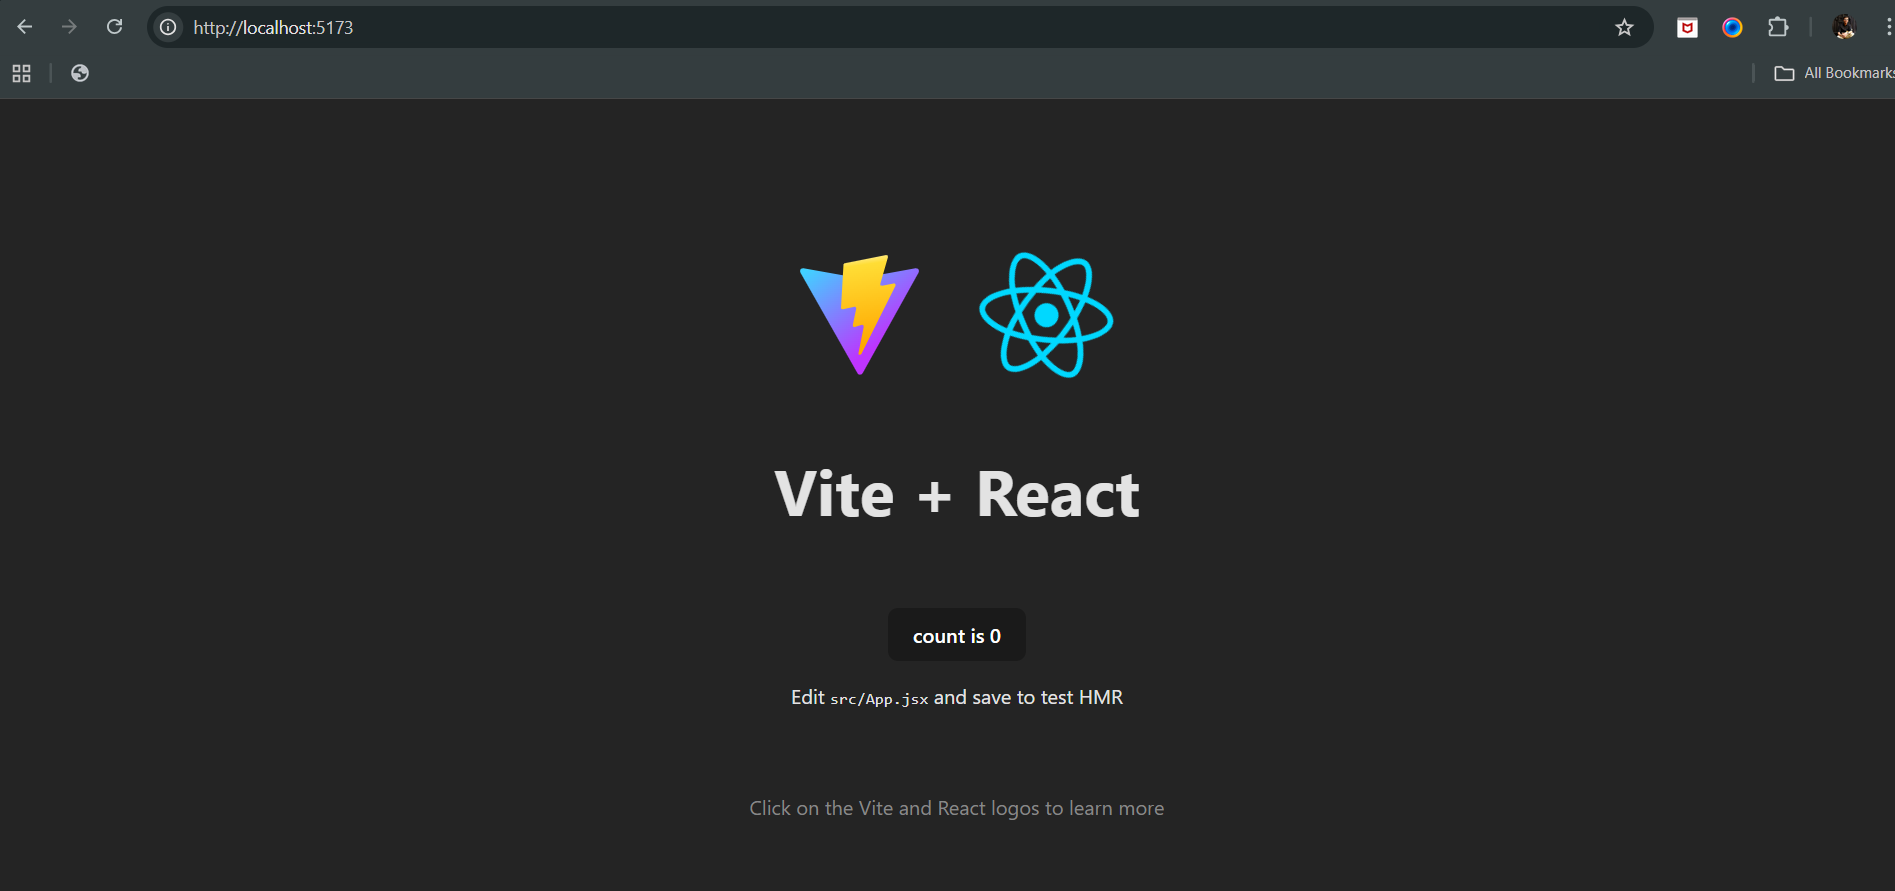 http://localhost:5173
All Bookmarks
Vite + React
count is 0
Edit src/App.jsx and save to test HMR
Click on the Vite and React logos to learn more